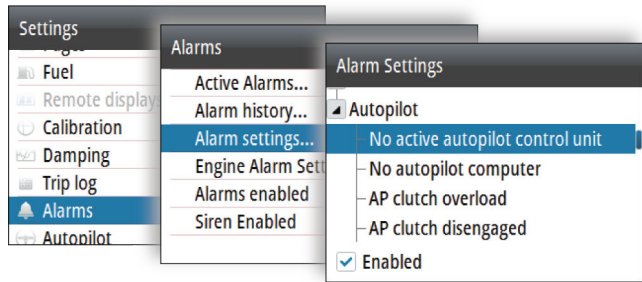 Settings
Pages
Fuel
Remote displays
Calibration
Damping
Trip log
Alarms
Autopilot
Alarms
Active Alarms...
Alarm history...
Alarm settings...
Engine Alarm Sett
Alarms enabled
Siren Enabled
Alarm Settings
Autopilot
No active autopilot control unit
No autopilot computer
AP clutch overload
AP clutch disengaged
Enabled